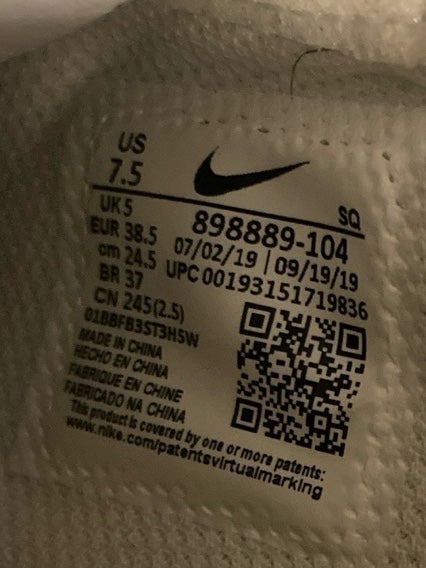 US
7.5
UK 5
EUR 38.5
cm 24.5
BR 37
CN 245(2.5)
SQ
898889-104
07/02/19 | 09/19/19
UPC 00193151719836
01BBFB3ST3H5W
MADE IN CHINA
HECHO EN CHINA
FABRIQUE EN CHINE
FABRICADO NA CHINA
This product is covered by one or more patents:
www.nike.com/patentsvirtualmarking